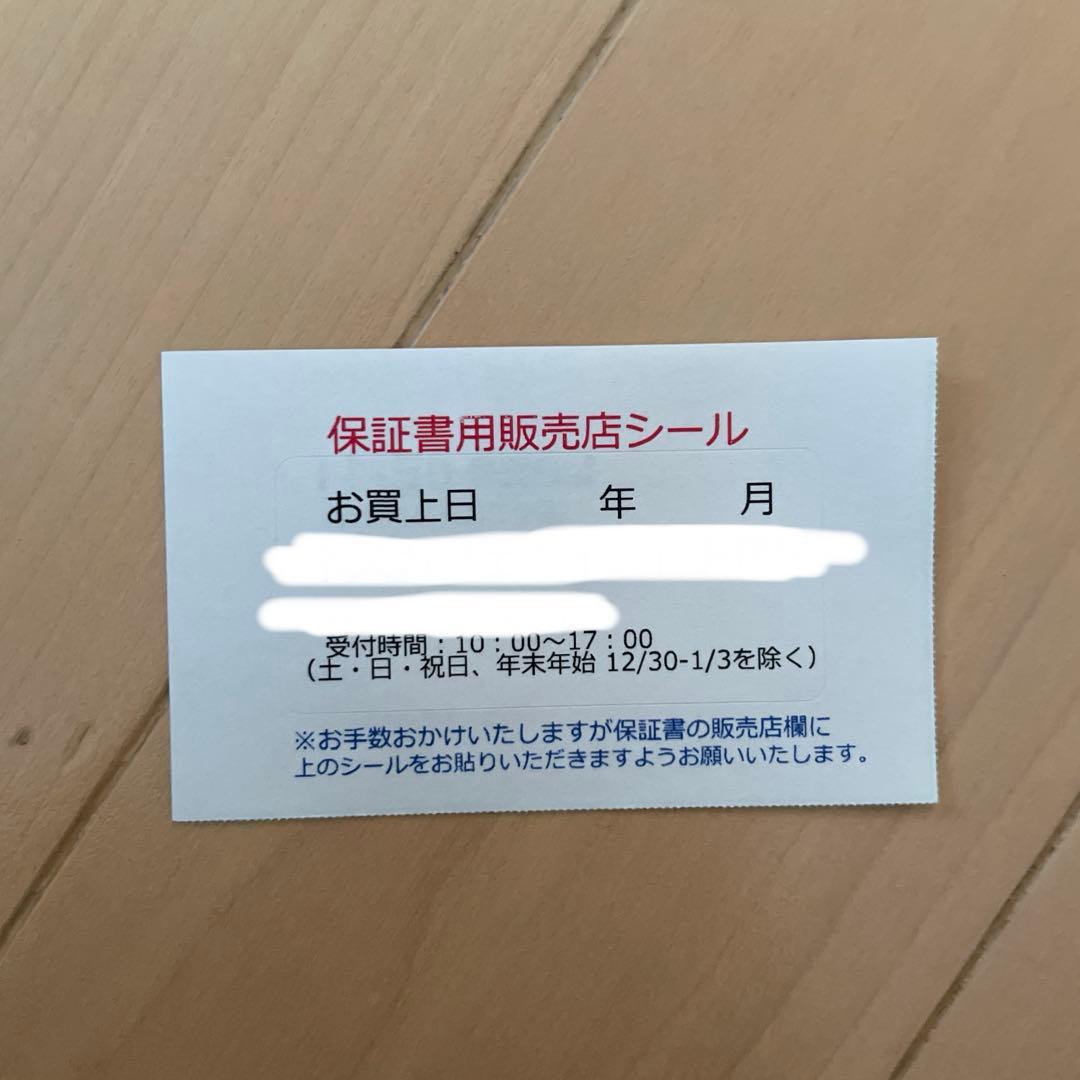 保証書用販売店シール
お買上日 年 月
受付時間：10：00～17：00
（土・日・祝日、年末年始 12/30-1/3を除く）
※お手数おかけいたしますが保証書の販売店欄に
上のシールをお貼りいただきますようお願いいたします。